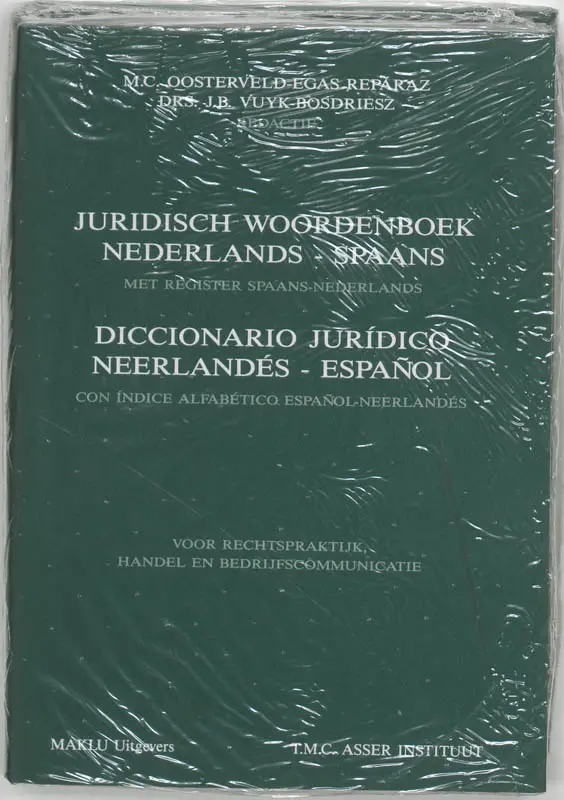 M.C. OOSTERVELD-EGAS REPÁRAZ
DRS. J.B. VUYK-BOSDRIESZ
REDACTIE
JURIDISCH WOORDENBOEK
NEDERLANDS - SPAANS
MET REGISTER SPAANS-NEDERLANDS
DICCIONARIO JURÍDICO
NEERLANDÉS - ESPAÑOL
CON ÍNDICE ALFABÉTICO ESPAÑOL-NEERLANDÉS
VOOR RECHTSPRAKTIJK,
HANDEL EN BEDRIJFSCOMMUNICATIE
MAKLU Uitgevers
T.M.C. ASSER INSTITUUT